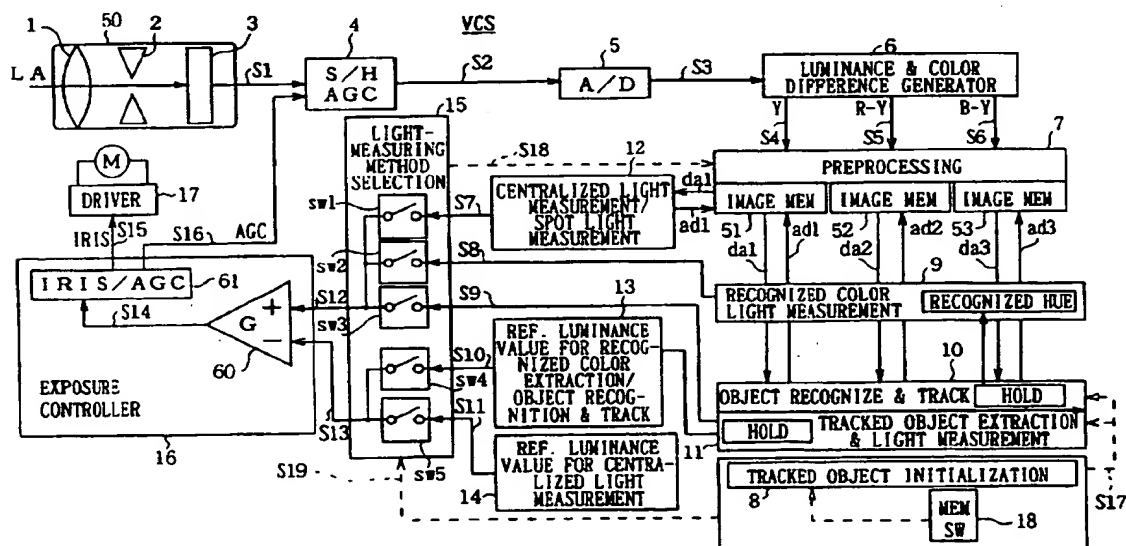 VCS
1
50
2
3
LA
S1
4
S/H
AGC
S2
5
A/D
S3
6
LUMINANCE & COLOR
DIFFERENCE GENERATOR
Y
R-Y
B-Y
S4
S5
S6
7
PREPROCESSING
IMAGE MEM
IMAGE MEM
IMAGE MEM
51
52
53
da1
ad1
da2
ad2
da3
ad3
15
LIGHT-
MEASURING
METHOD
SELECTION
S18
12
CENTRALIZED LIGHT
MEASUREMENT/
SPOT LIGHT
MEASUREMENT
da1
ad1
M
DRIVER
17
IRIS
S15
S16
AGC
sw1
S7
sw2
S8
sw3
S9
9
RECOGNIZED COLOR
LIGHT MEASUREMENT
RECOGNIZED HUE
IRIS/AGC
61
S14
G
+
−
60
S12
S13
EXPOSURE
CONTROLLER
16
13
REF. LUMINANCE
VALUE FOR RECOG-
NIZED COLOR
EXTRACTION/
OBJECT RECOG-
NITION & TRACK
S10
sw4
S11
sw5
10
OBJECT RECOGNIZE & TRACK
HOLD
HOLD
TRACKED OBJECT EXTRACTION
& LIGHT MEASUREMENT
11
REF. LUMINANCE
VALUE FOR CENTRA-
LIZED LIGHT
MEASUREMENT
14
S19
TRACKED OBJECT INITIALIZATION
8
MEM
SW
18
S17